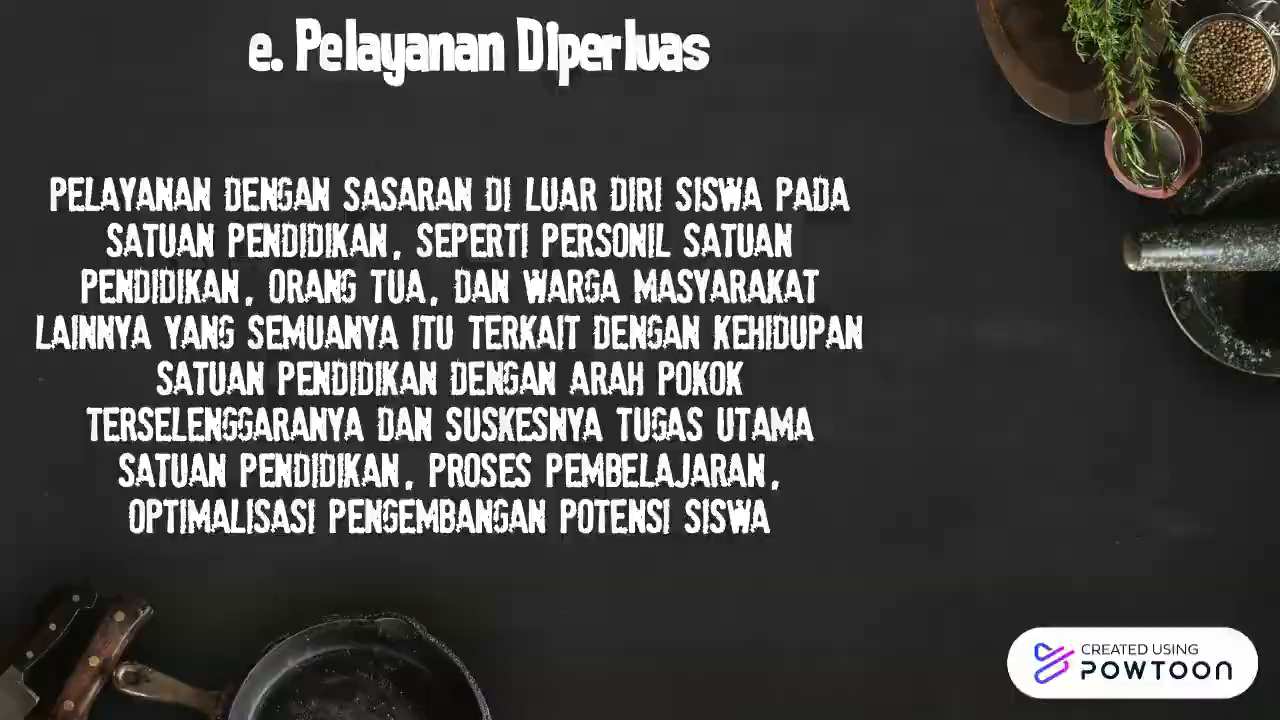 e. Pelayanan Diperluas
PELAYANAN DENGAN SASARAN DI LUAR DIRI SISWA PADA
SATUAN PENDIDIKAN, SEPERTI PERSONIL SATUAN
PENDIDIKAN, ORANG TUA, DAN WARGA MASYARAKAT
LAINNYA YANG SEMUANYA ITU TERKAIT DENGAN KEHIDUPAN
SATUAN PENDIDIKAN DENGAN ARAH POKOK
TERSELENGGARANYA DAN SUSKESNYA TUGAS UTAMA
SATUAN PENDIDIKAN, PROSES PEMBELAJARAN,
OPTIMALISASI PENGEMBANGAN POTENSI SISWA
CREATED USING
POWTOON